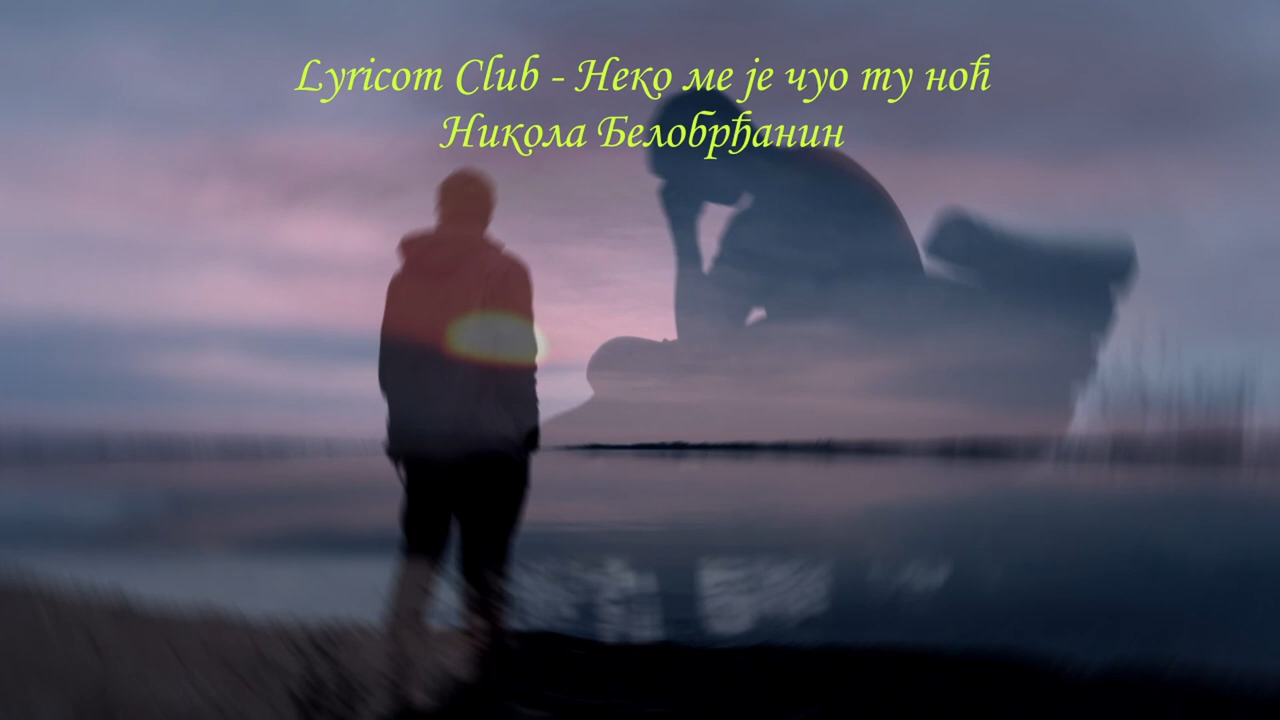 Lyricom Club - Неко ме је чуо ту ноћ
Никола Белобрђанин